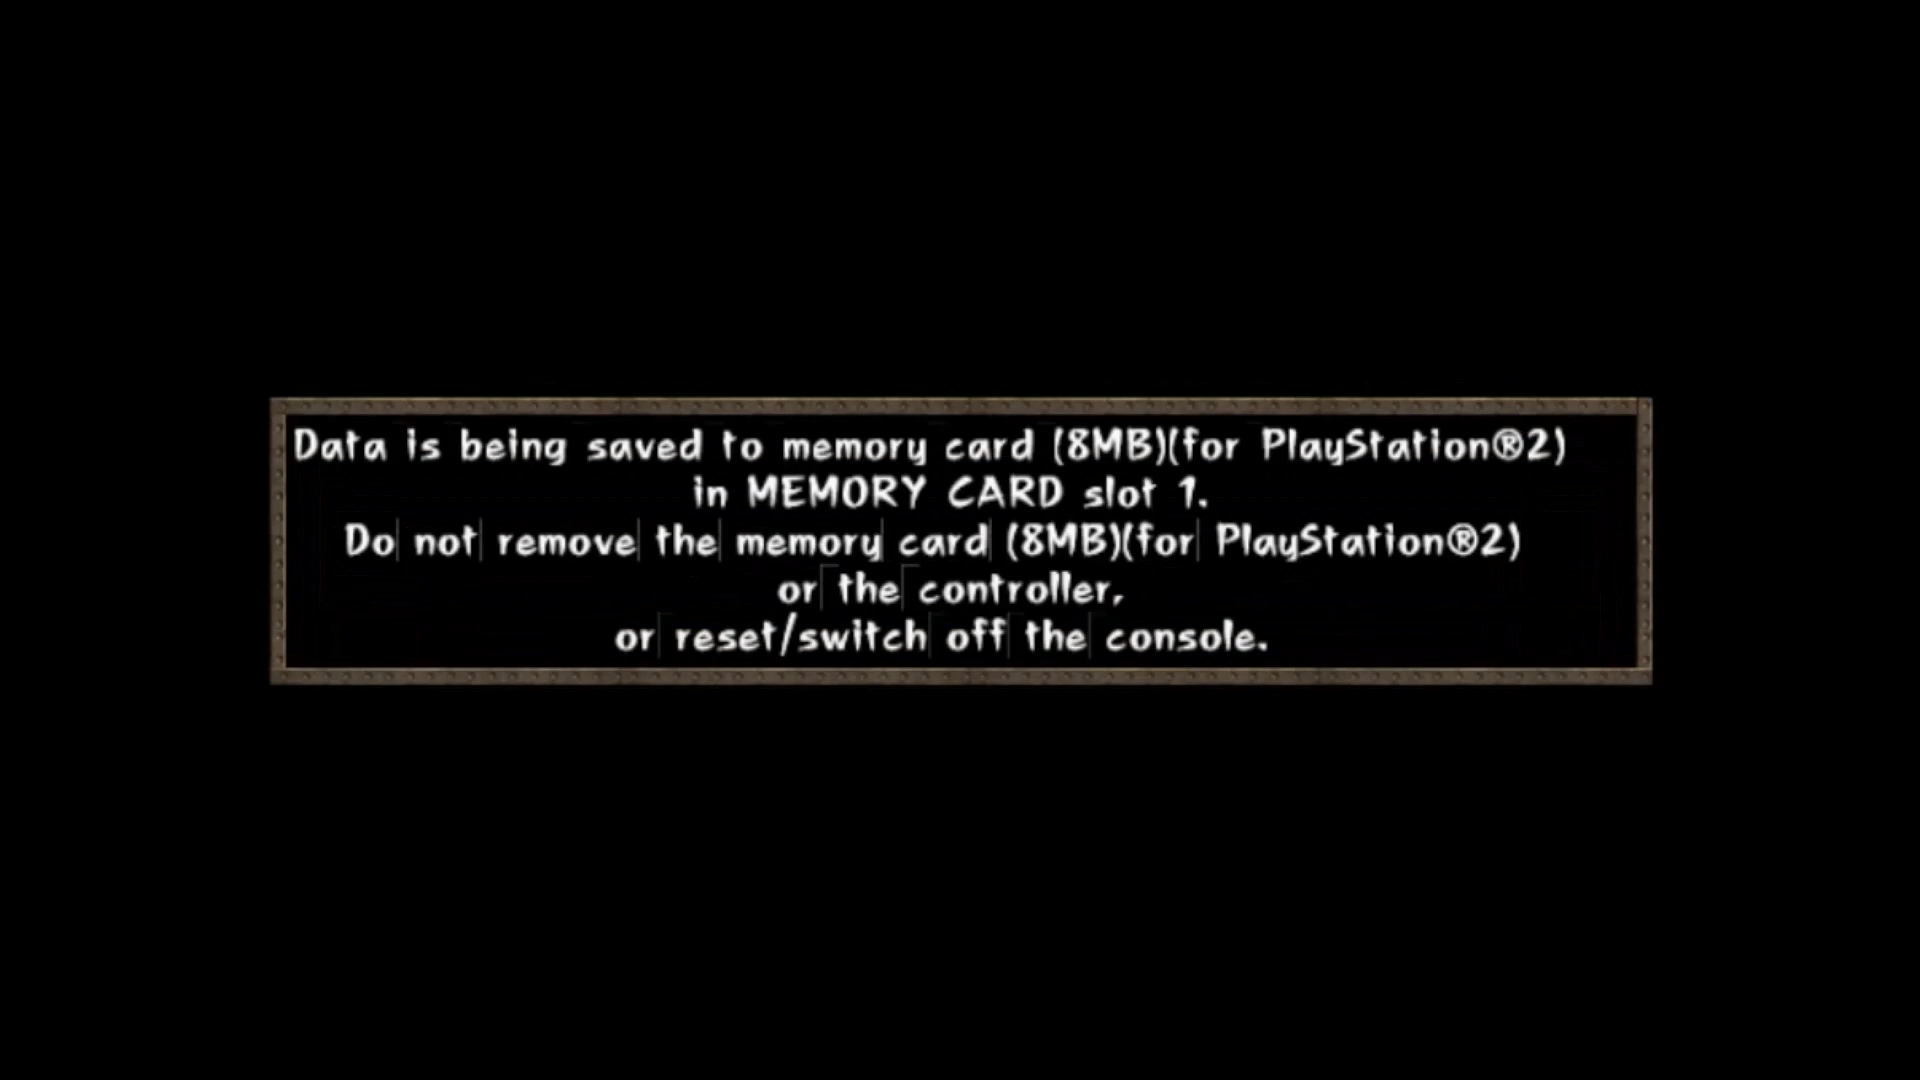 Data is being saved to memory card (8MB)(for PlayStation®2)
in MEMORY CARD slot 1.
Do not remove the memory card (8MB)(for PlayStation®2)
or the controller,
or reset/switch off the console.